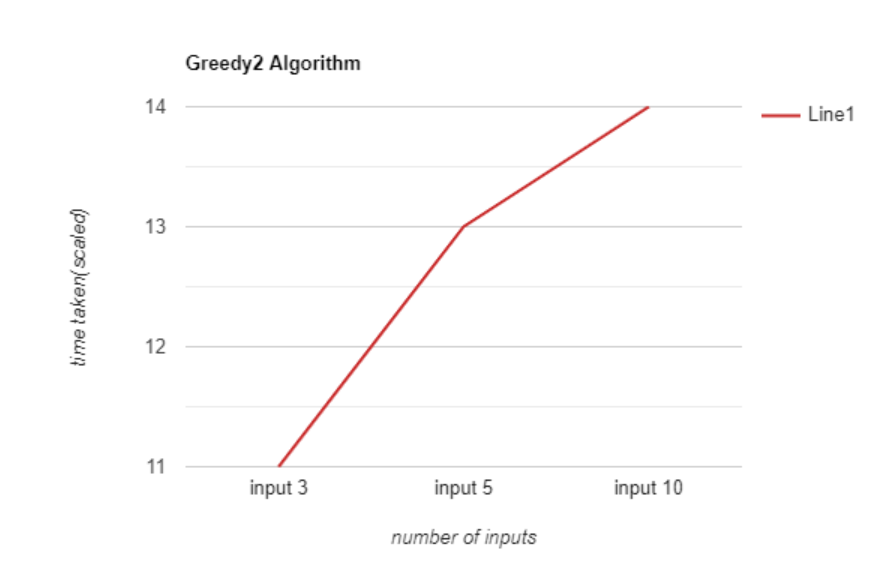 Greedy2 Algorithm
14
Line1
13
time taken(scaled)
12
11
input 3
input 5
input 10
number of inputs